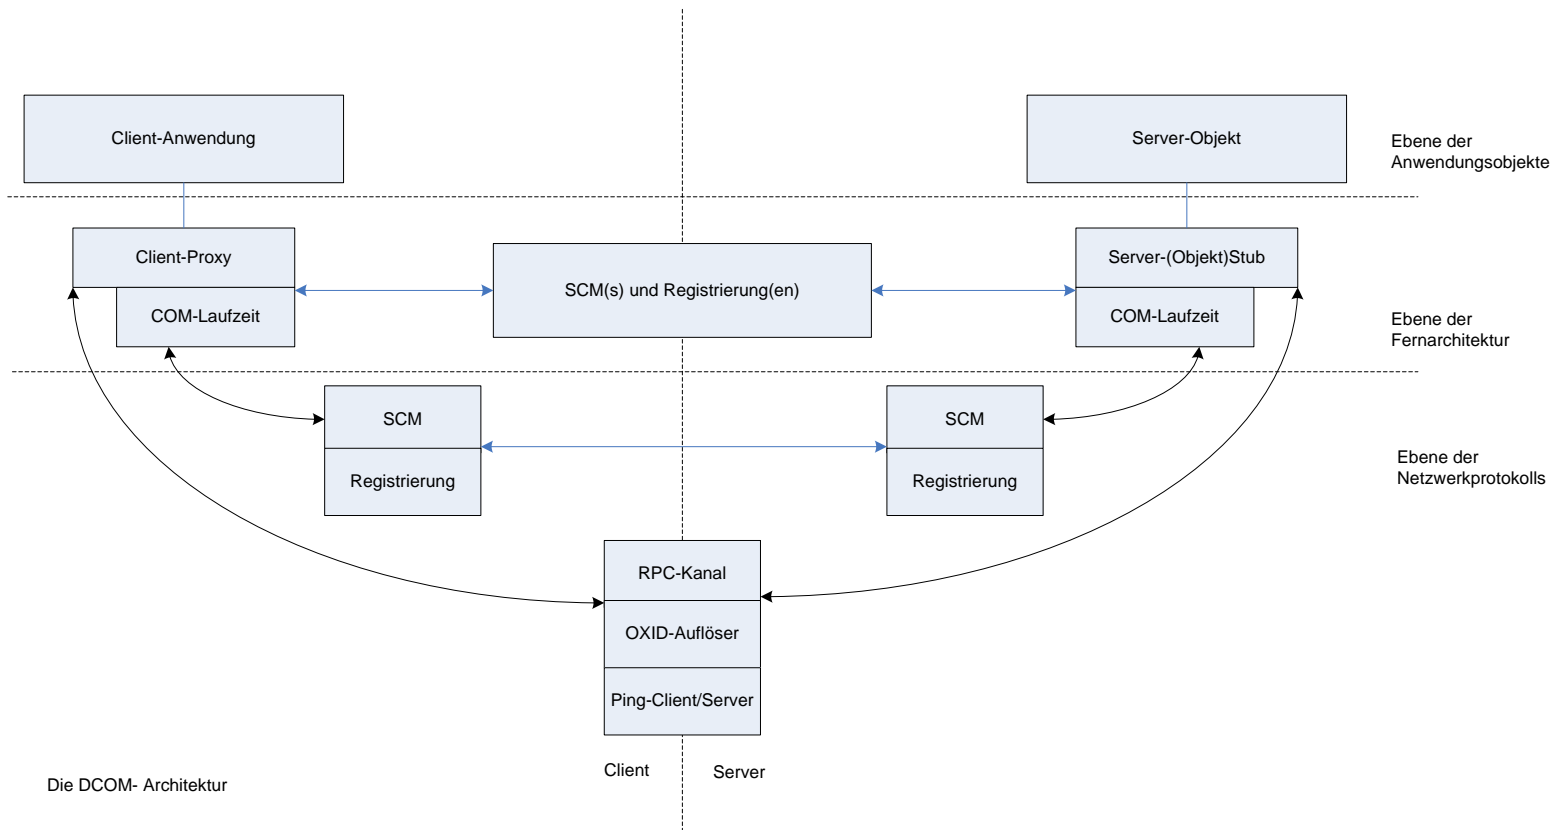 Client-Anwendung
Server-Objekt
Ebene der
Anwendungsobjekte
Client-Proxy
COM-Laufzeit
SCM(s) und Registrierung(en)
Server-(Objekt)Stub
COM-Laufzeit
Ebene der
Fernarchitektur
SCM
Registrierung
SCM
Registrierung
Ebene der
Netzwerkprotokolls
RPC-Kanal
OXID-Auflöser
Ping-Client/Server
Client
Server
Die DCOM- Architektur